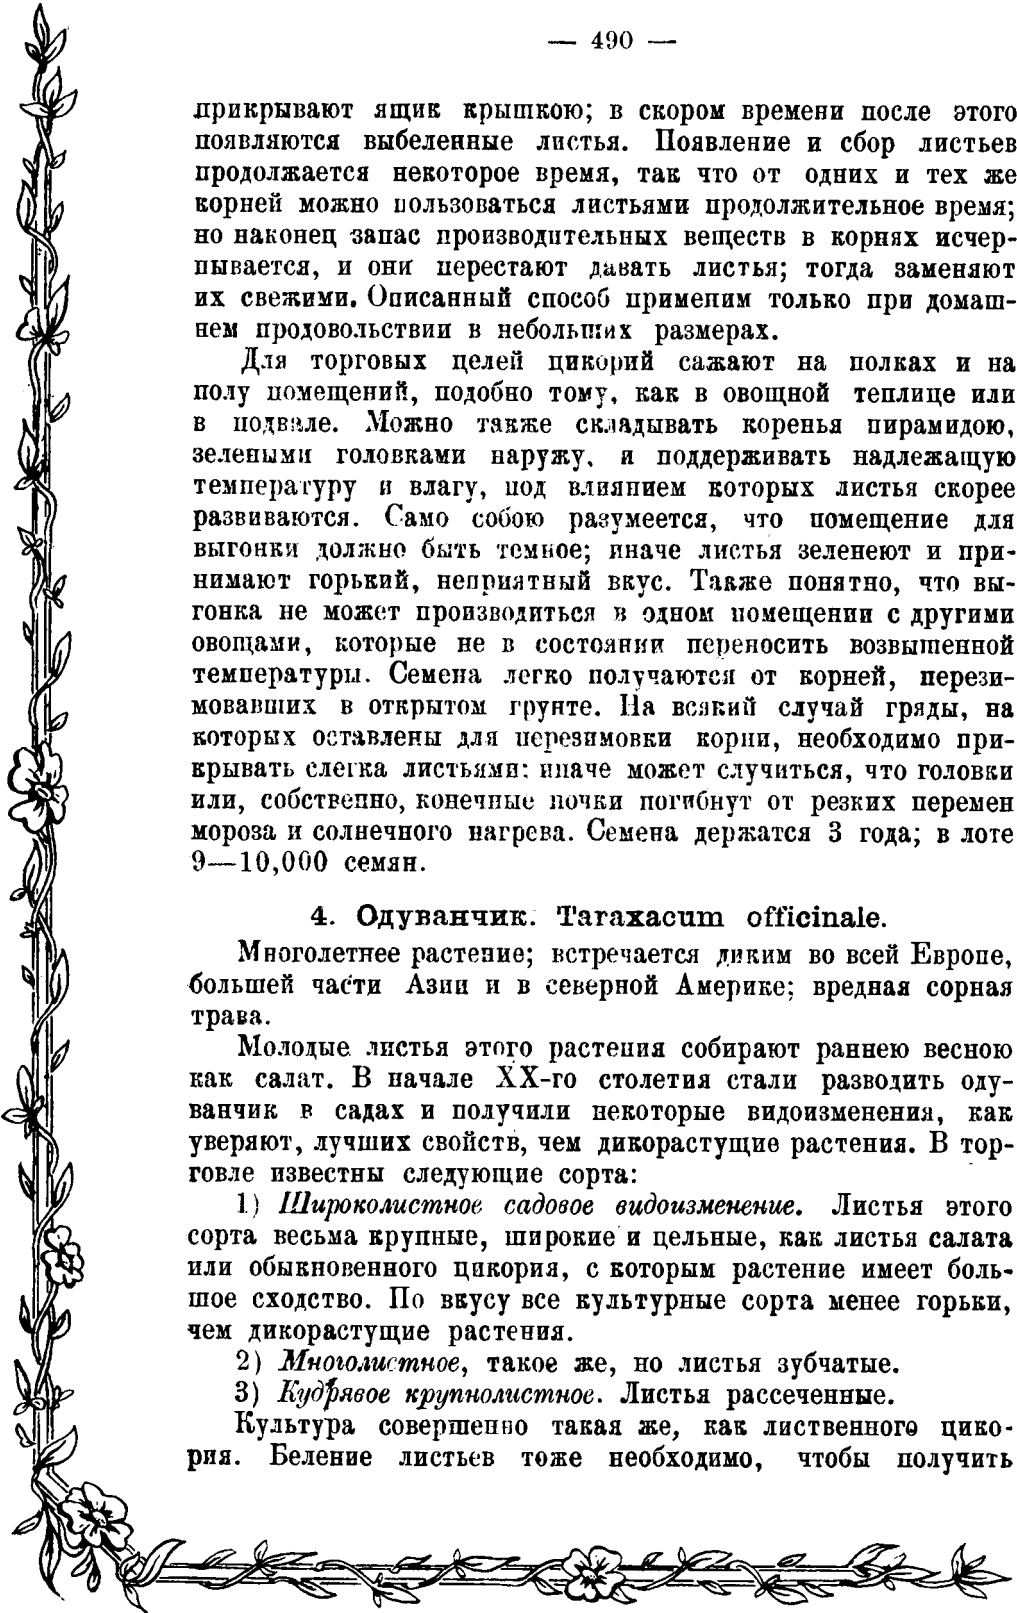 — 490 —
прикрывают ящик крышкою; в скором времени после этого
появляются выбеленные листья. Появление и сбор листьев
продолжается некоторое время, так что от одних и тех же
корней можно пользоваться листьями продолжительное время;
но наконец запас производительных веществ в корнях исчер-
пывается, и они перестают давать листья; тогда заменяют
их свежими. Описанный способ применим только при домаш-
нем продовольствии в небольших размерах.
Для торговых целей цикорий сажают на полках и на
полу помещений, подобно тому, как в овощной теплице или
в подвале. Можно также складывать коренья пирамидою,
зелеными головками наружу, и поддерживать надлежащую
температуру и влагу, под влиянием которых листья скорее
развиваются. Само собою разумеется, что помещение для
выгонки должно быть темное; иначе листья зеленеют и при-
нимают горький, неприятный вкус. Также понятно, что вы-
гонка не может производиться в одном помещении с другими
овощами, которые не в состоянии переносить возвышенной
температуры. Семена легко получаются от корней, перези-
мовавших в открытом грунте. На всякий случай гряды, на
которых оставлены для перезимовки корни, необходимо при-
крывать слегка листьями: иначе может случиться, что головки
или, собственно, конечные почки погибнут от резких перемен
мороза и солнечного нагрева. Семена держатся 3 года; в лоте
9—10,000 семян.
4. Одуванчик. Taraxacum officinale.
Многолетнее растение; встречается диким во всей Европе,
большей части Азии и в северной Америке; вредная сорная
трава.
Молодые листья этого растения собирают раннею весною
как салат. В начале XX-го столетия стали разводить оду-
ванчик в садах и получили некоторые видоизменения, как
уверяют, лучших свойств, чем дикорастущие растения. В тор-
говле известны следующие сорта:
1) Широколистное садовое видоизменение. Листья этого
сорта весьма крупные, широкие и цельные, как листья салата
или обыкновенного цикория, с которым растение имеет боль-
шое сходство. По вкусу все культурные сорта менее горьки,
чем дикорастущие растения.
2) Многолистное, такое же, но листья зубчатые.
3) Кудрявое крупнолистное. Листья рассеченные.
Культура совершенно такая же, как лиственного цико-
рия. Беление листьев тоже необходимо, чтобы получить